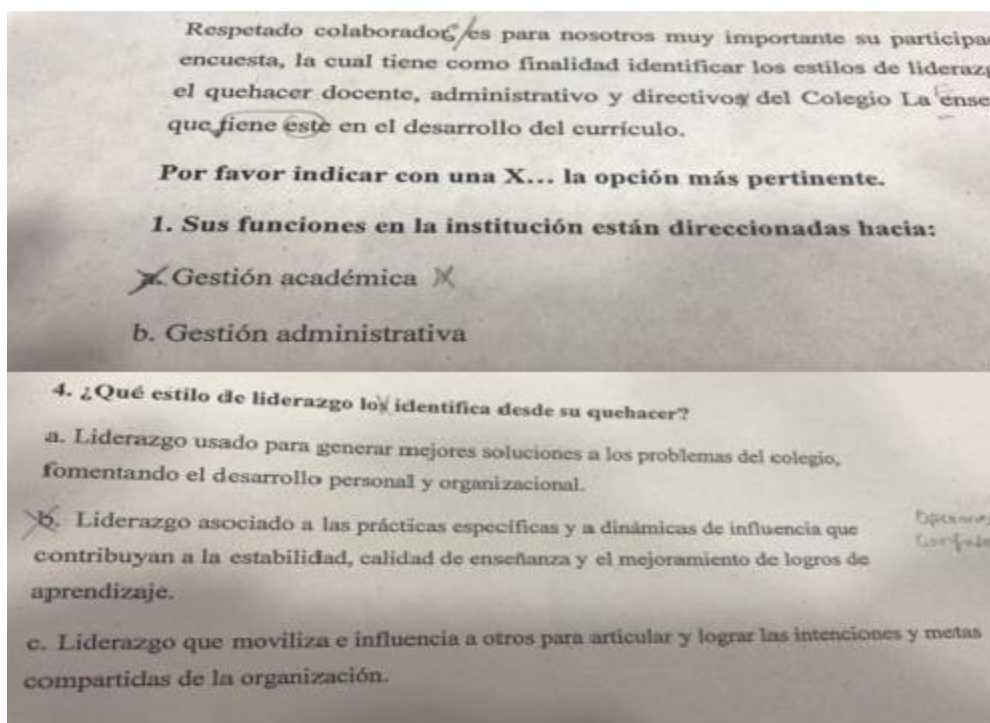 Respetado colaborador, es para nosotros muy importante su
encuesta, la cual tiene como finalidad identificar los estilos de
el quehacer docente, administrativo y directivos del Colegio La
que tiene este en el desarrollo del currículo.
Por favor indicar con una X... la opción más pertinente.
1. Sus funciones en la institución están direccionadas hacia:
a. Gestión académica X
b. Gestión administrativa
4. ¿Qué estilo de liderazgo los identifica desde su quehacer?
a. Liderazgo usado para generar mejores soluciones a los problemas del colegio,
fomentando el desarrollo personal y organizacional.
b. Liderazgo asociado a las prácticas especificas y a dinámicas de influencia que
contribuyan a la estabilidad, calidad de enseñanza y el mejoramiento de logros de
aprendizaje.
c. Liderazgo que moviliza e influencia a otros para articular y lograr las intenciones y metas
compartidas de la organización.